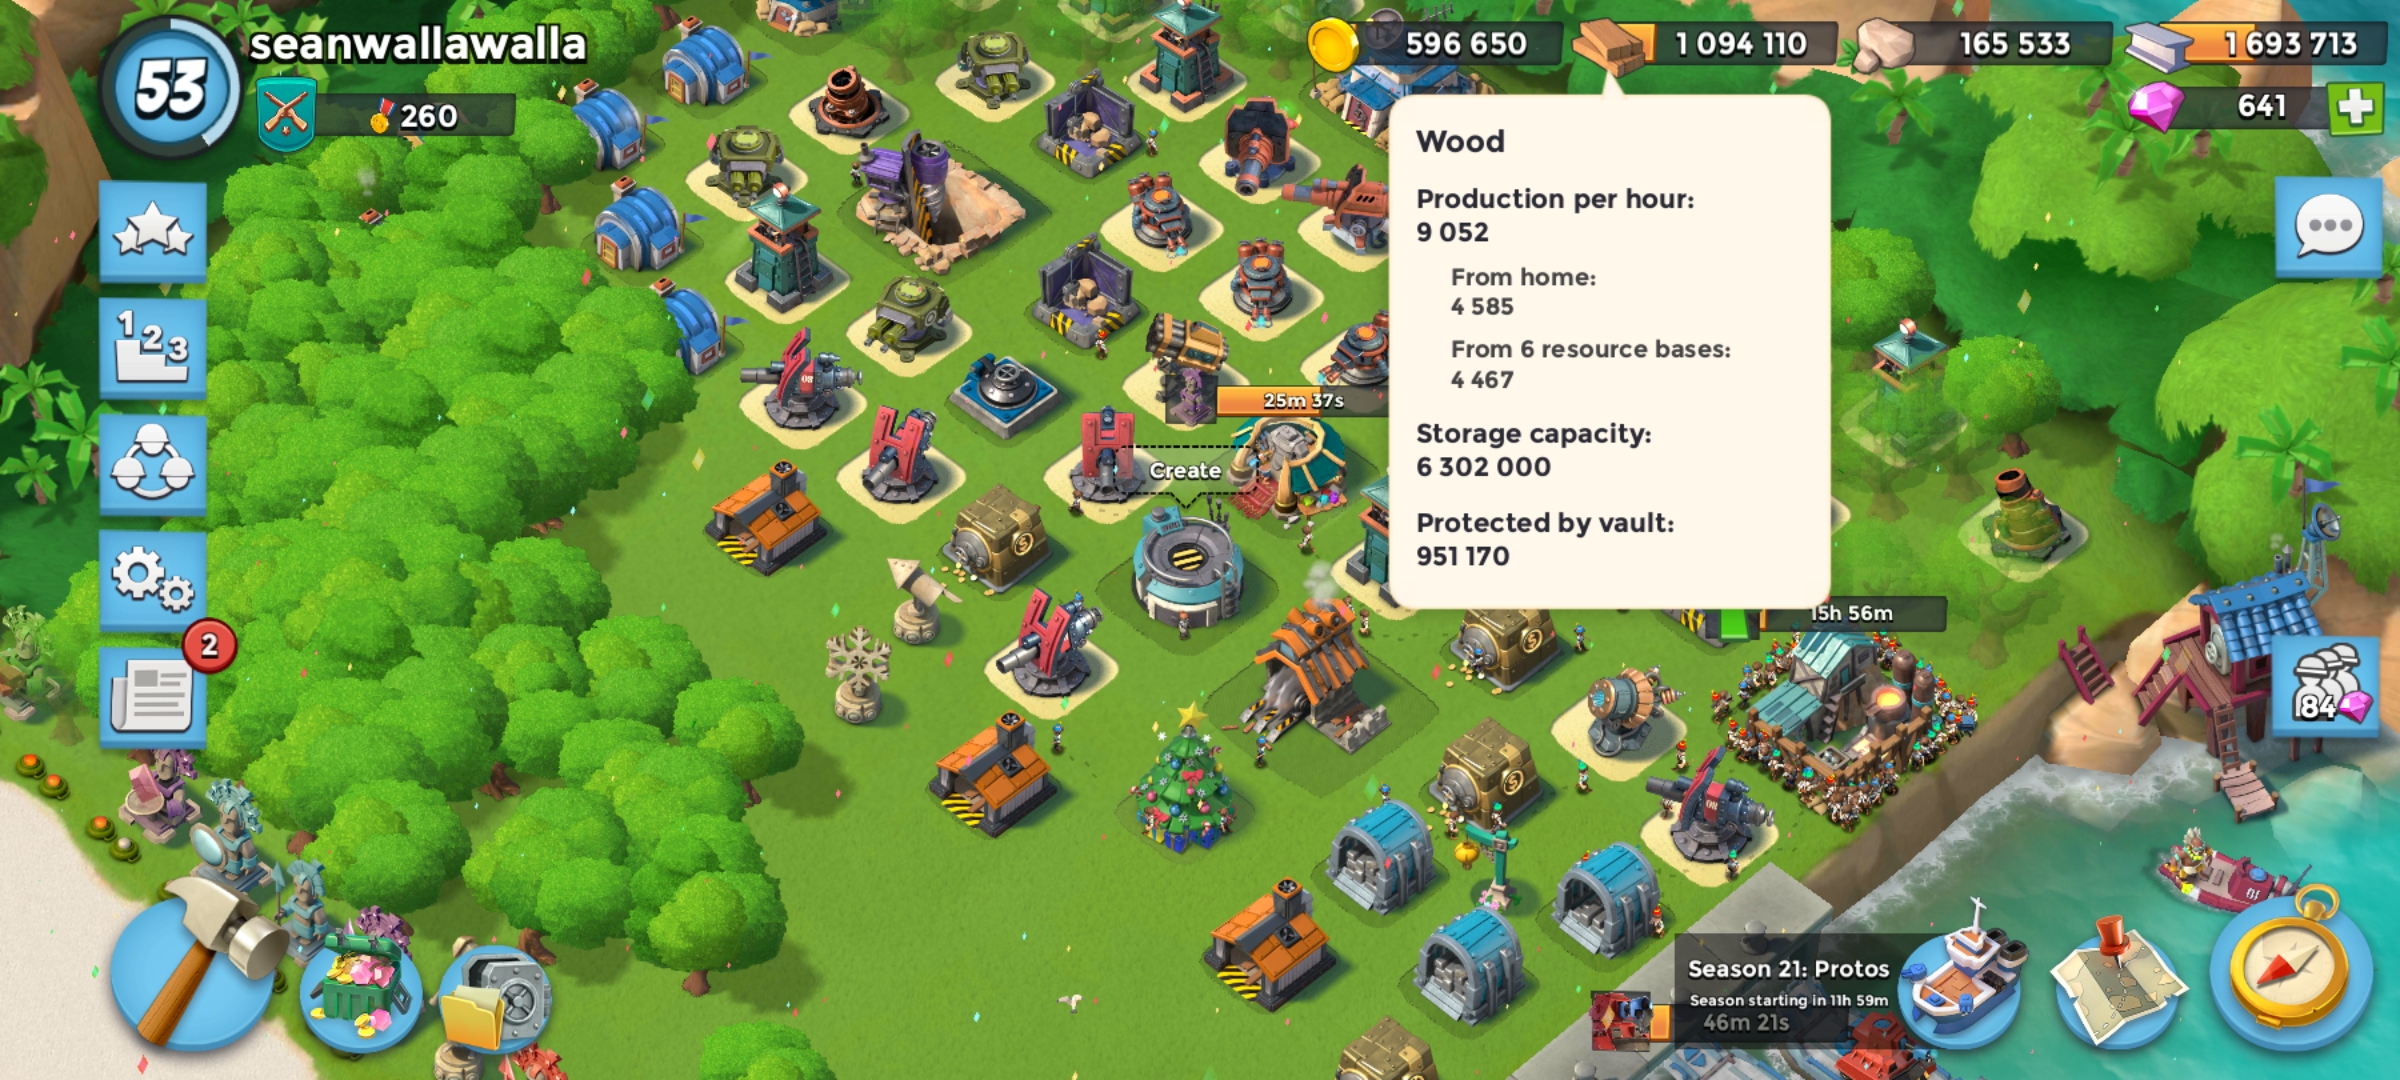 53
seanwallawalla
260
596 650
1 094 110
165 533
1 693 713
641
Wood
Production per hour:
9 052
From home:
4 585
From 6 resource bases:
4 467
Storage capacity:
6 302 000
Protected by vault:
951 170
1 2 3
25m 37s
Create
15h 56m
2
84
Season 21: Protos
Season starting in 11h 59m
46m 21s